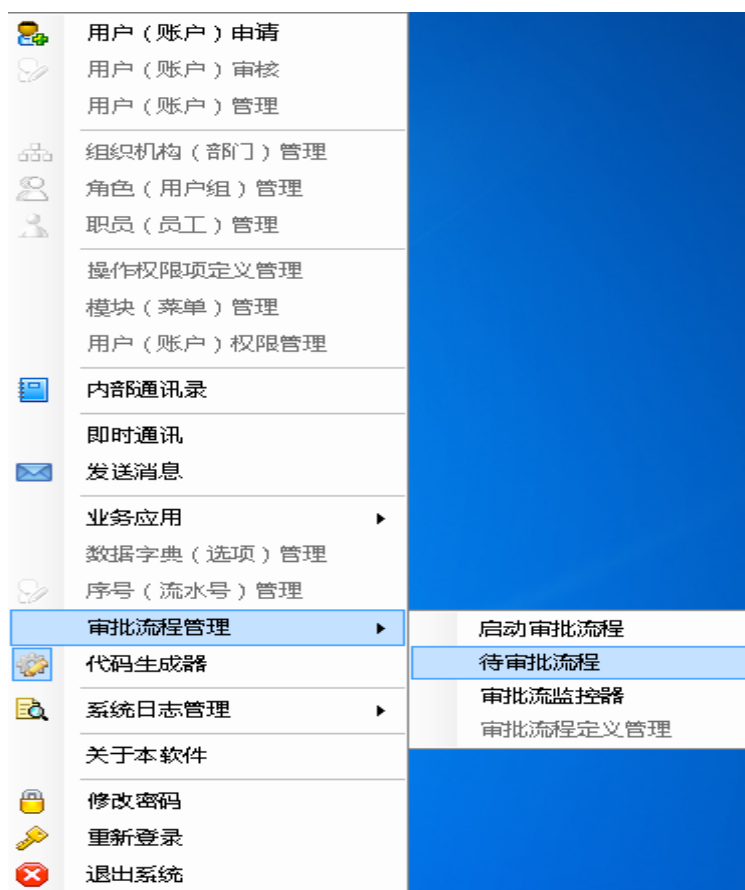 用户（账户）申请
用户（账户）审核
用户（账户）管理
组织机构（部门）管理
角色（用户组）管理
职员（员工）管理
操作权限项定义管理
模块（菜单）管理
用户（账户）权限管理
内部通讯录
即时通讯
发送消息
业务应用
数据字典（选项）管理
序号（流水号）管理
审批流程管理
代码生成器
系统日志管理
关于本软件
修改密码
重新登录
退出系统
启动审批流程
待审批流程
审批流监控器
审批流程定义管理